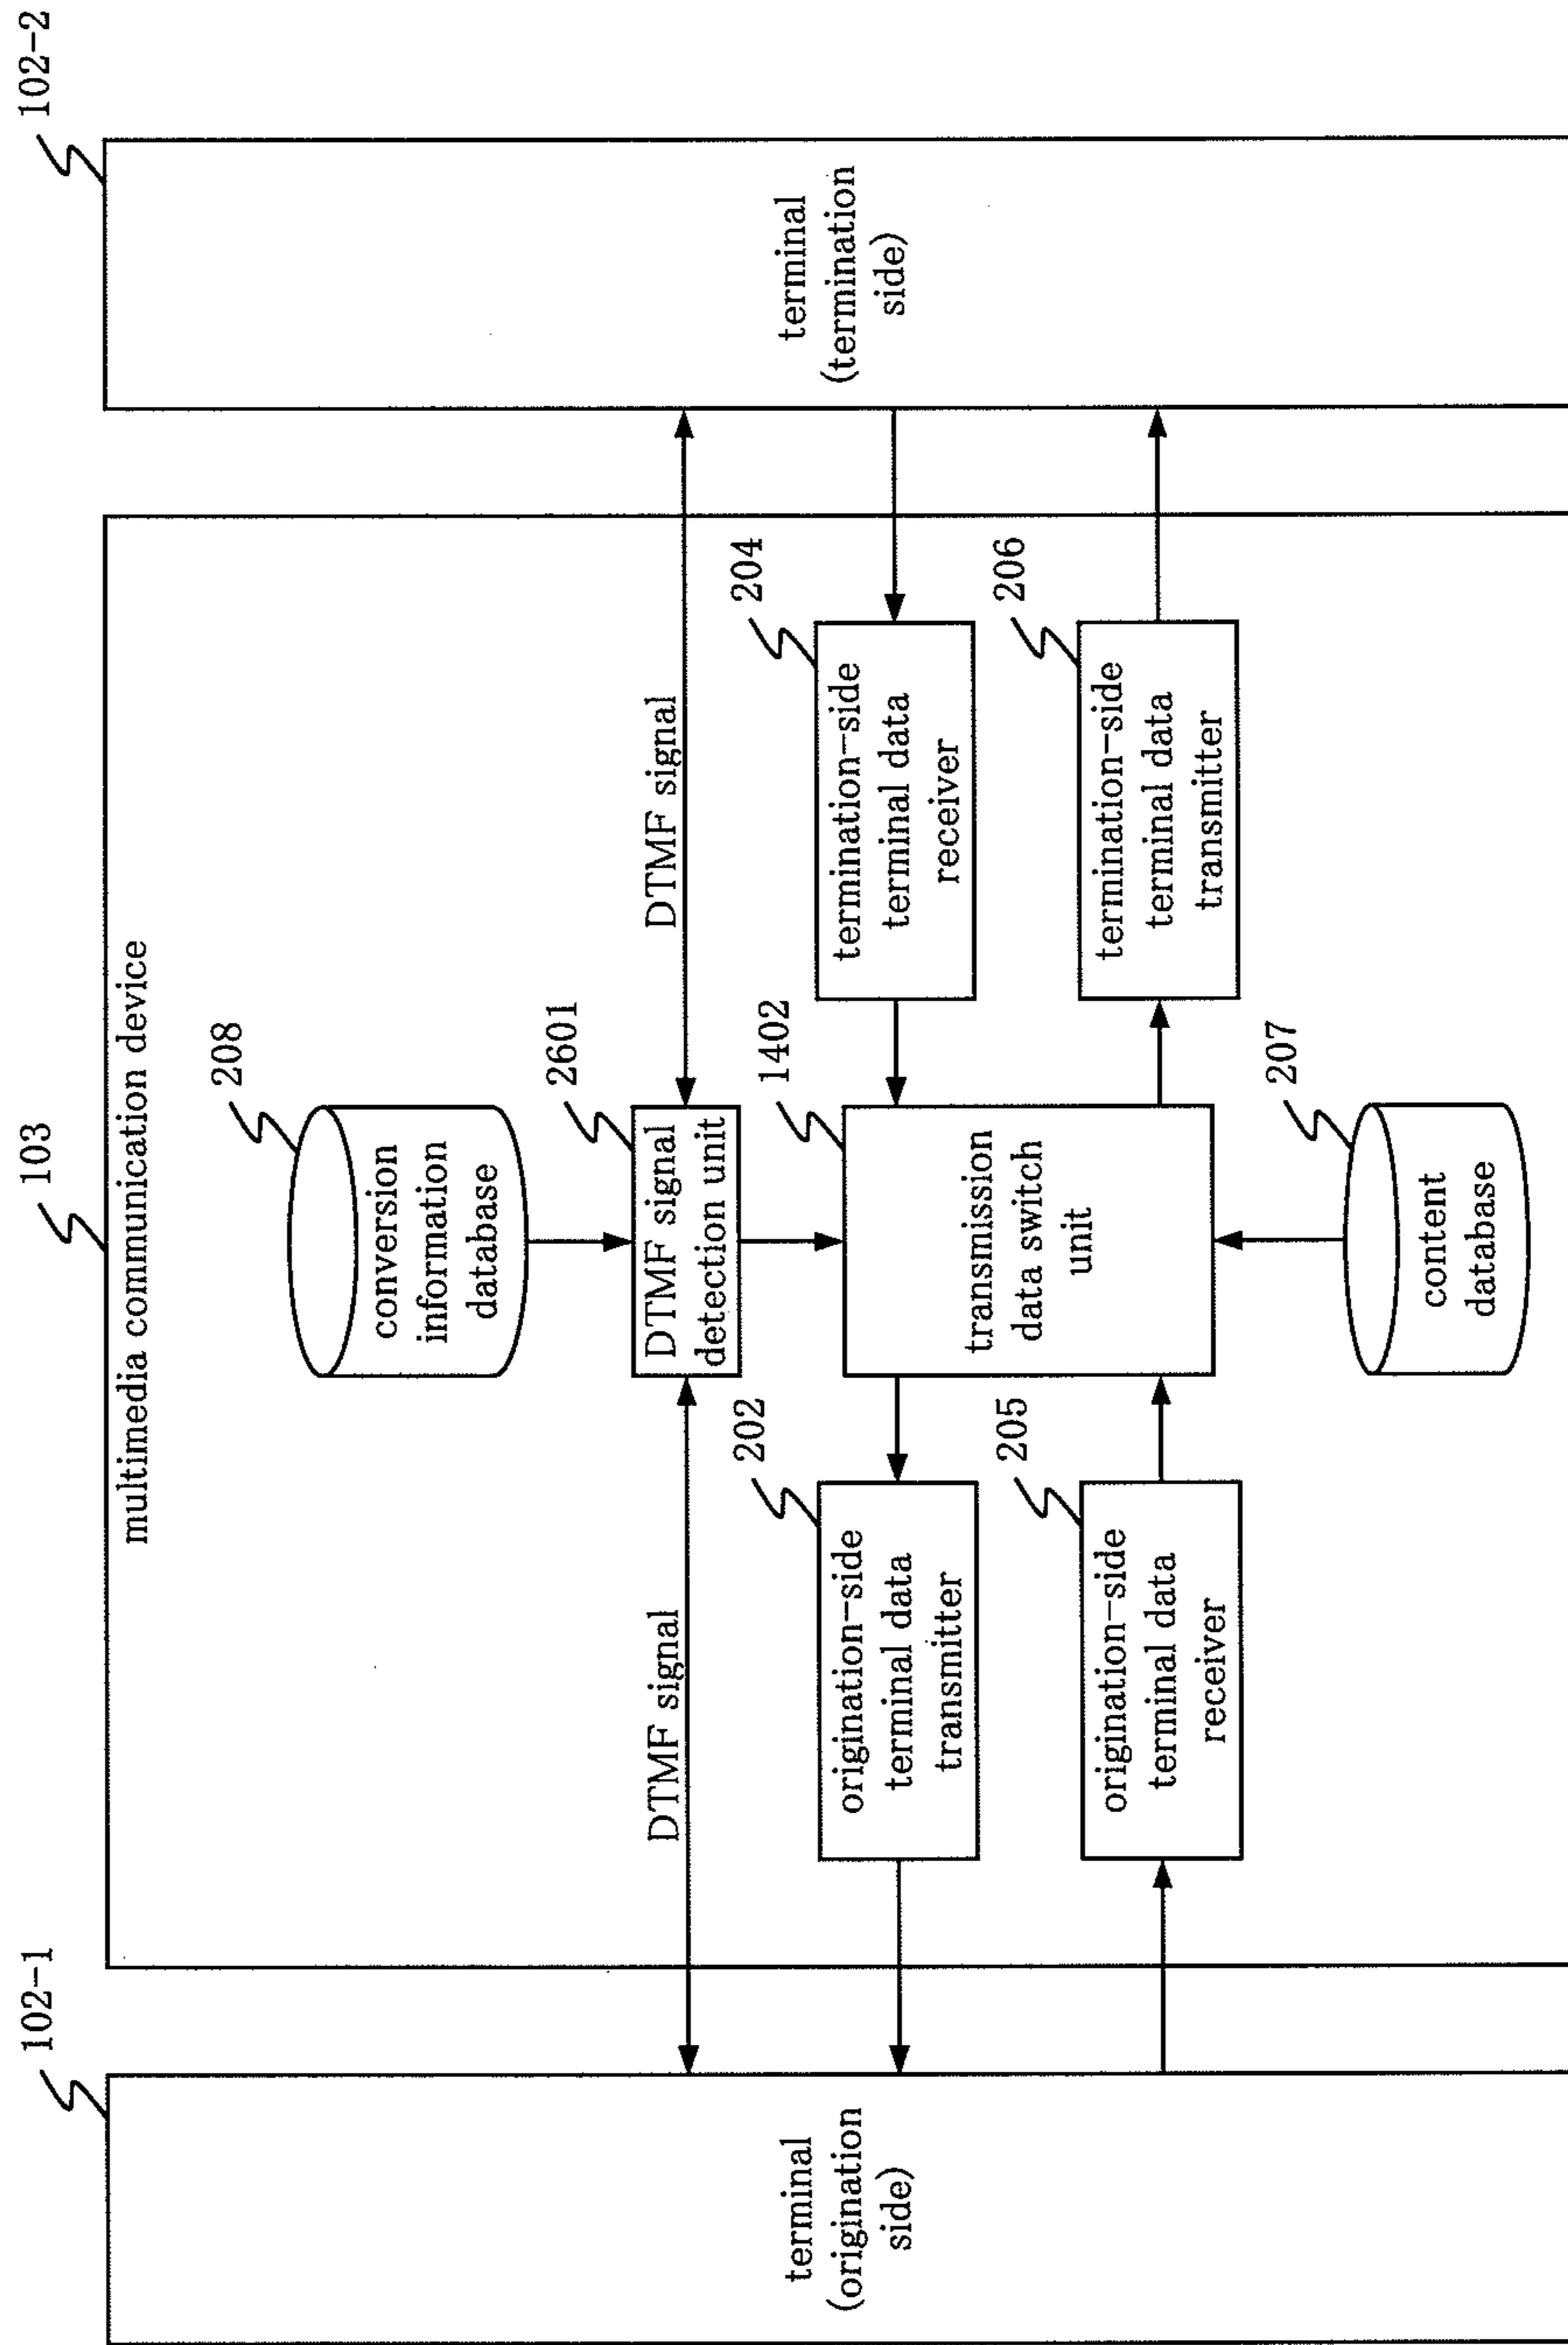 102-1
103
102-2
multimedia communication device
208
conversion
information
database
2601
DTMF signal
DTMF signal
detection unit
DTMF signal
terminal
(origination
side)
202
origination-side
terminal data
transmitter
1402
transmission
data switch
unit
204
termination-side
terminal data
receiver
terminal
(termination
side)
205
origination-side
terminal data
receiver
206
termination-side
terminal data
transmitter
207
content
database